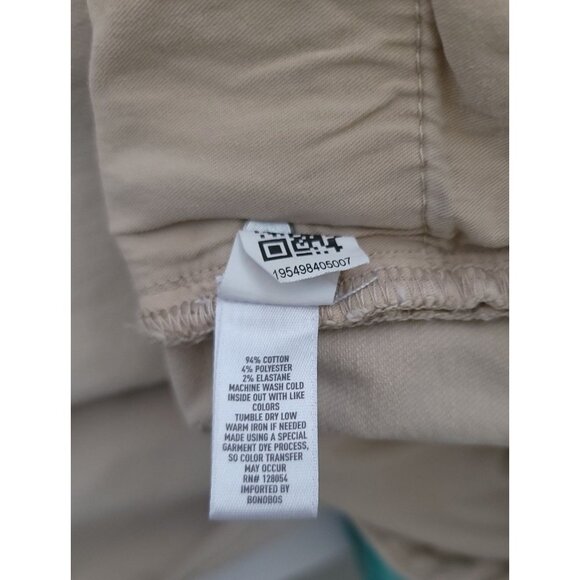 195498405007
94% COTTON
4% POLYESTER
2% ELASTANE
MACHINE WASH COLD
INSIDE OUT WITH LIKE
COLORS
TUMBLE DRY LOW
WARM IRON IF NEEDED
MADE USING A SPECIAL
GARMENT DYE PROCESS,
SO COLOR TRANSFER
MAY OCCUR
RN# 128054
IMPORTED BY
BONOBOS